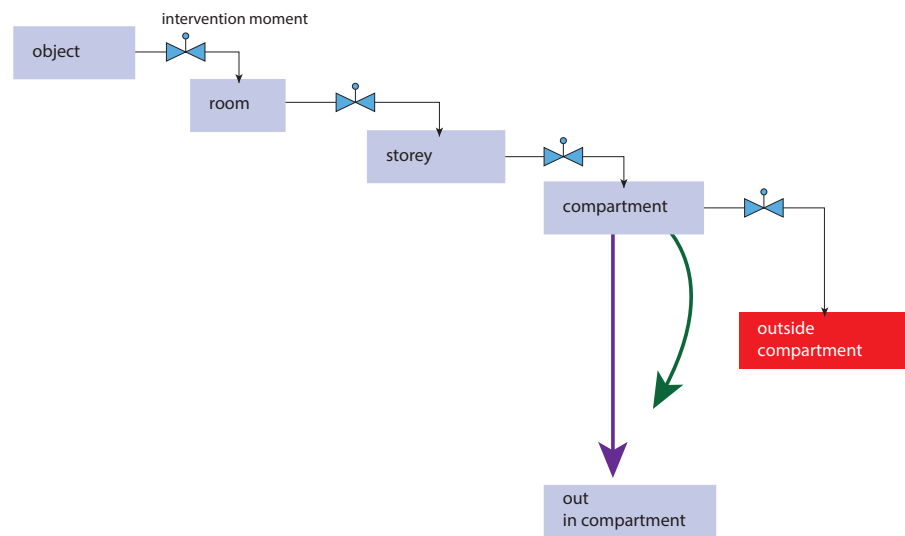 intervention moment
object
room
storey
compartment
outside
compartment
out
in compartment